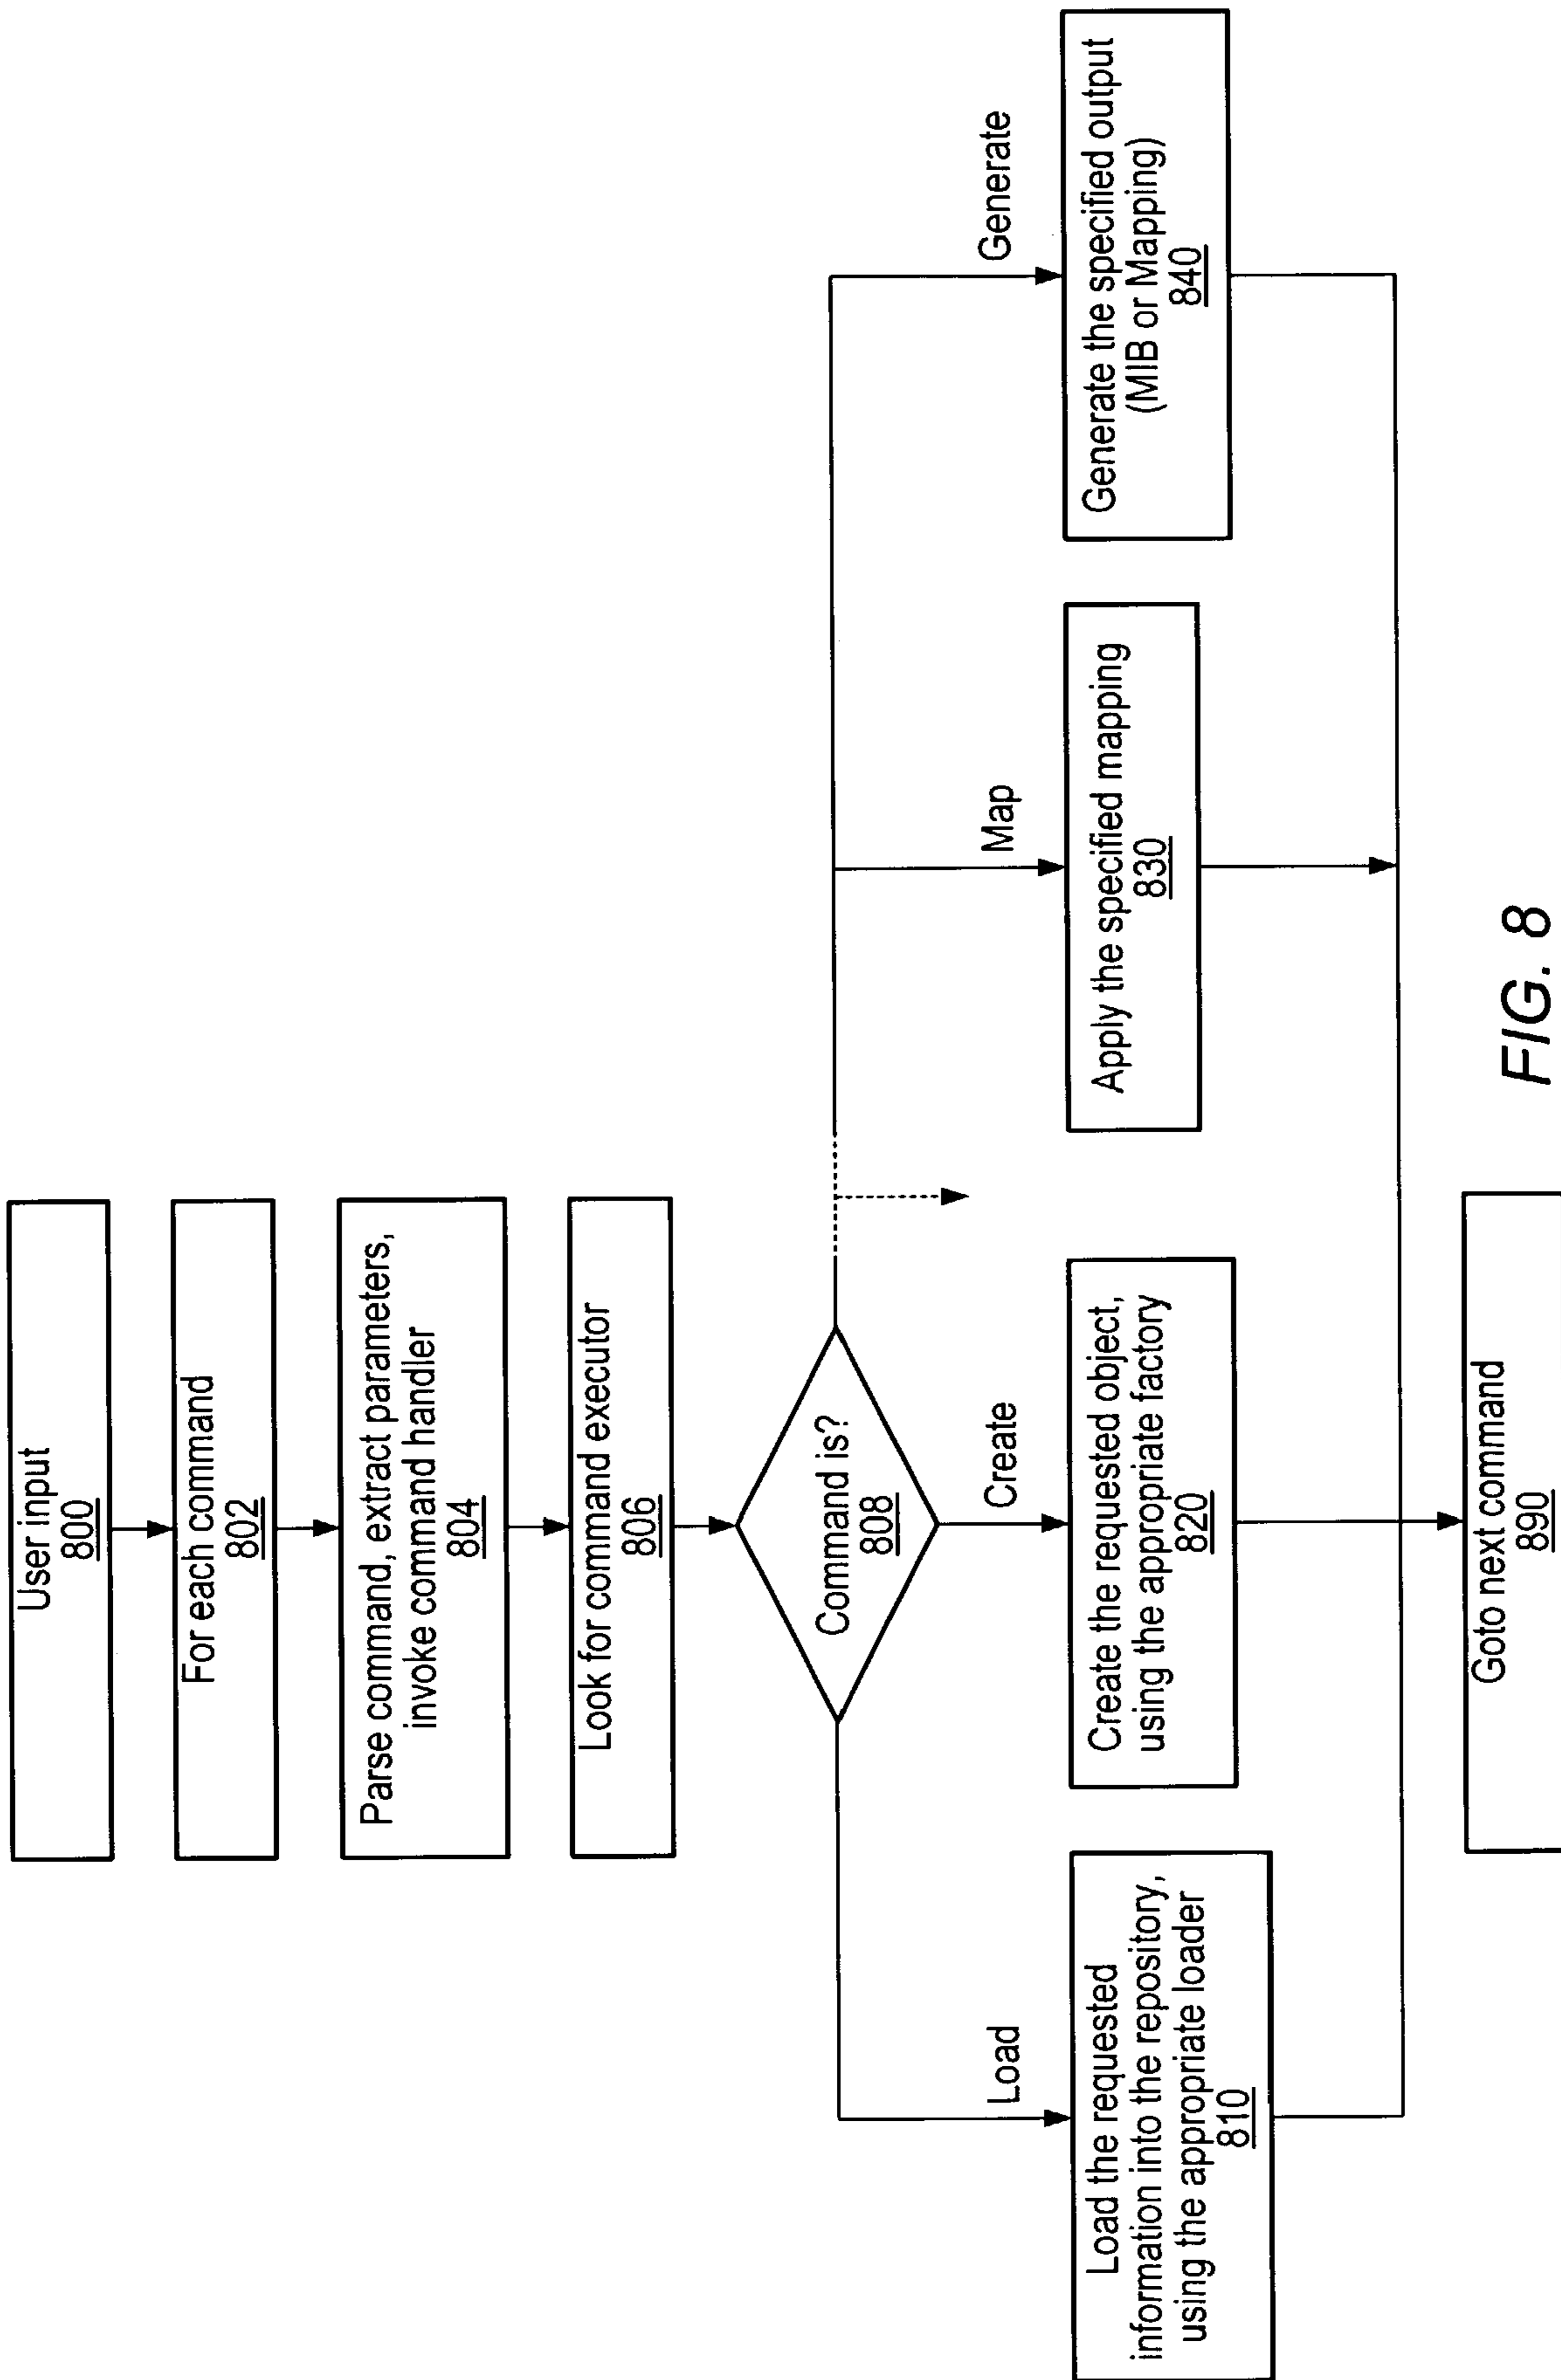 User input
800
For each command
802
Parse command, extract parameters,
invoke command handler
804
Look for command executor
806
Command is?
808
Load
Create
Map
Generate
Load the requested
information into the repository,
using the appropriate loader
810
Create the requested object,
using the appropriate factory
820
Apply the specified mapping
830
Generate the specified output
(MIB or Mapping)
840
Goto next command
890
FIG. 8